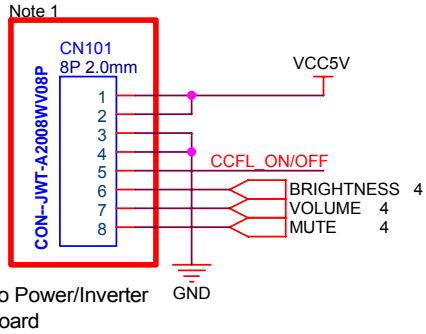 Note 1
CN101
8P 2.0mm
CON--JWT-A2008WV08P
1
2
3
4
5
6
7
8
VCC5V
CCFL_ON/OFF
BRIGHTNESS 4
VOLUME 4
MUTE 4
GND
o Power/Inverter
oard